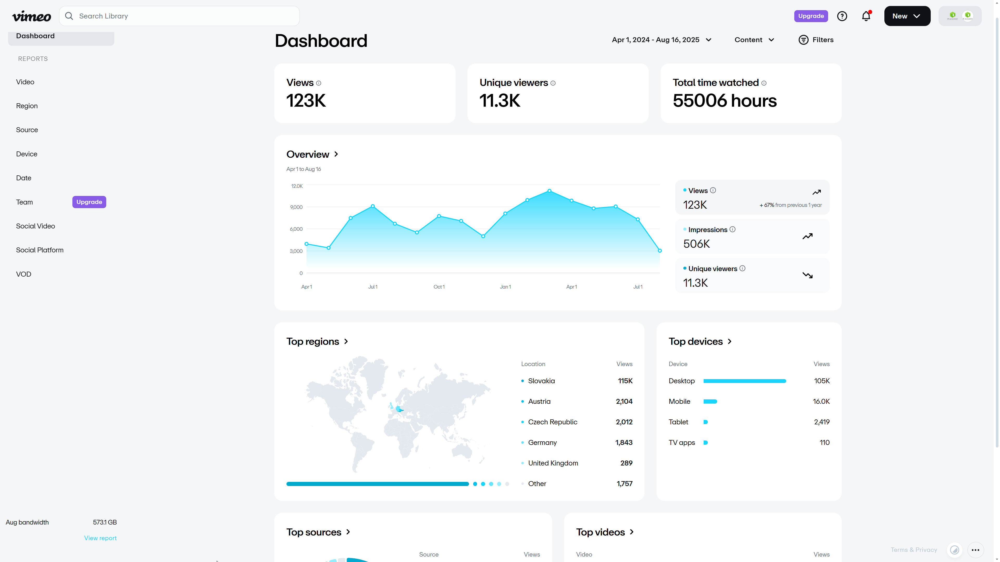 vimeo
Search Library
Upgrade
New
IT ACADEMY
IT ACADEMY
Dashboard
REPORTS
Video
Region
Source
Device
Date
Team
Upgrade
Social Video
Social Platform
VOD
Aug bandwidth 573.1 GB
View report
Dashboard
Apr 1, 2024 - Aug 16, 2025
Content
Filters
Views
123K
Unique viewers
11.3K
Total time watched
55006 hours
Overview
Apr 1 to Aug 16
12.0K
9,000
6,000
3,000
0
Apr 1 Jul 1 Oct 1 Jan 1 Apr 1 Jul 1
Views
123K + 67% from previous 1 year
Impressions
506K
Unique viewers
11.3K
Top regions
Location Views
Slovakia 115K
Austria 2,104
Czech Republic 2,012
Germany 1,843
United Kingdom 289
Other 1,757
Top devices
Device Views
Desktop 105K
Mobile 16.0K
Tablet 2,419
TV apps 110
Top sources
Source Views
Top videos
Video Views
Terms & Privacy